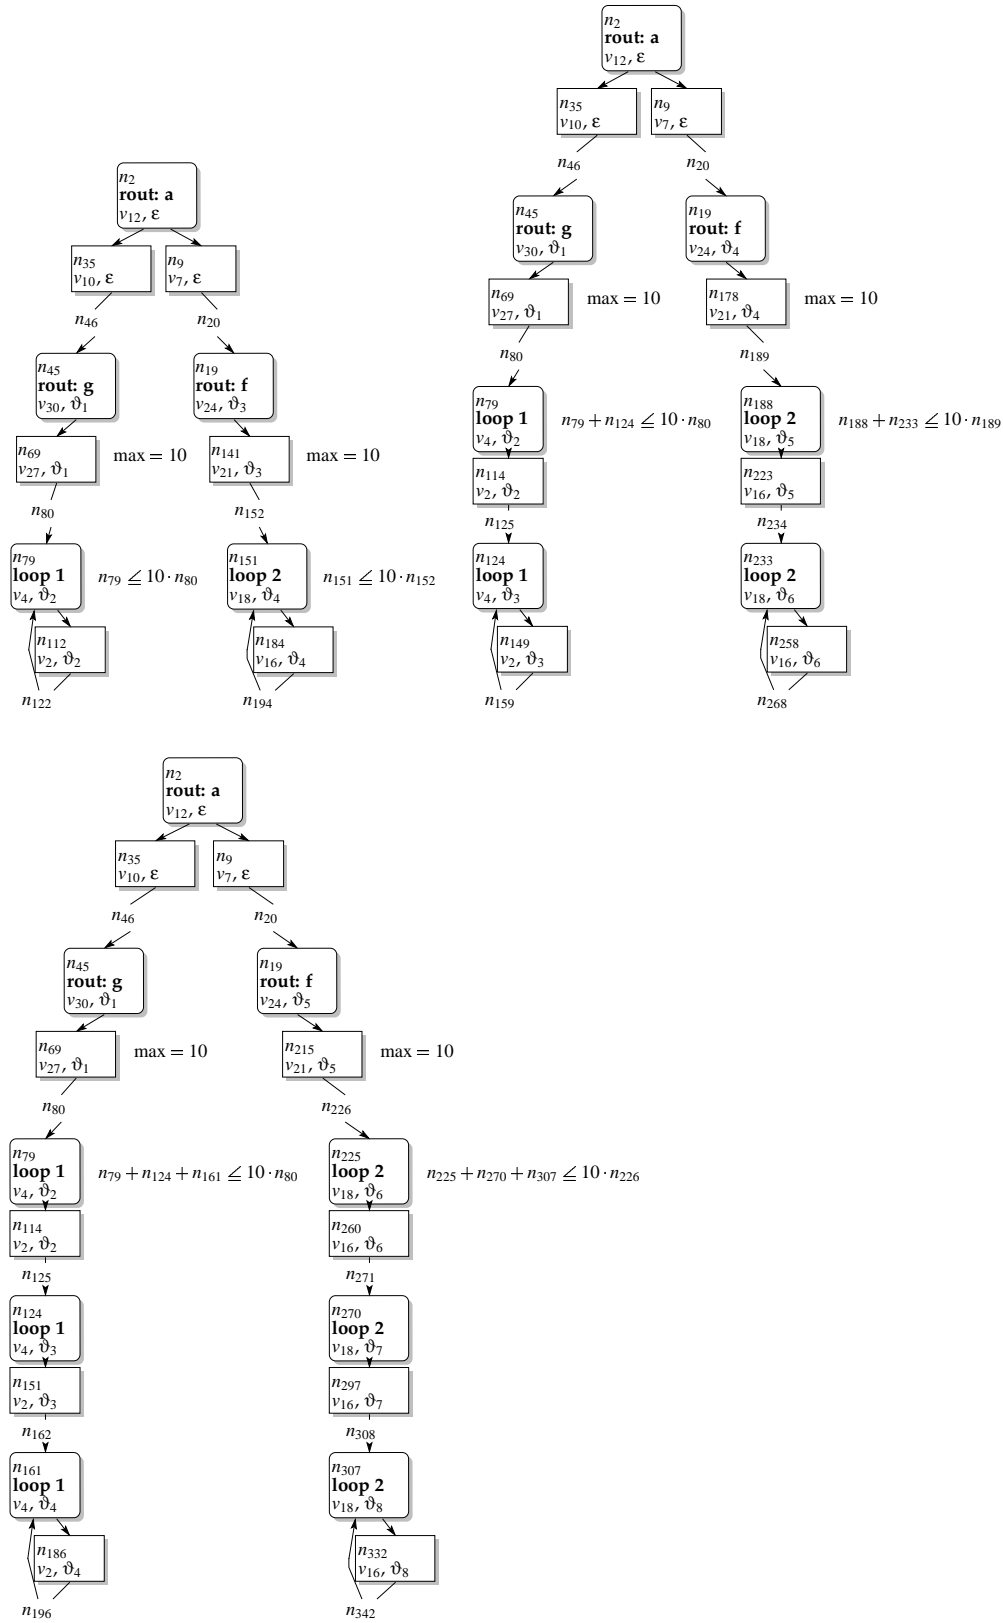 n2
rout: a
v12, ε
n35
v10, ε
n9
v7, ε
n46
n20
n45
rout: g
v30, ϑ1
n19
rout: f
v24, ϑ3
n69
v27, ϑ1
max = 10
n141
v21, ϑ3
max = 10
n80
n152
n79
loop 1
v4, ϑ2
n79 ≦ 10 · n80
n151
loop 2
v18, ϑ4
n151 ≦ 10 · n152
n112
v2, ϑ2
n184
v16, ϑ4
n122
n194
n2
rout: a
v12, ε
n35
v10, ε
n9
v7, ε
n46
n20
n45
rout: g
v30, ϑ1
n19
rout: f
v24, ϑ4
n69
v27, ϑ1
max = 10
n178
v21, ϑ4
max = 10
n80
n189
n79
loop 1
v4, ϑ2
n79 + n124 ≦ 10 · n80
n188
loop 2
v18, ϑ5
n188 + n233 ≦ 10 · n189
n114
v2, ϑ2
n223
v16, ϑ5
n125
n234
n124
loop 1
v4, ϑ3
n233
loop 2
v18, ϑ6
n149
v2, ϑ3
n258
v16, ϑ6
n159
n268
n2
rout: a
v12, ε
n35
v10, ε
n9
v7, ε
n46
n20
n45
rout: g
v30, ϑ1
n19
rout: f
v24, ϑ5
n69
v27, ϑ1
max = 10
n215
v21, ϑ5
max = 10
n80
n226
n79
loop 1
v4, ϑ2
n79 + n124 + n161 ≦ 10 · n80
n225
loop 2
v18, ϑ6
n225 + n270 + n307 ≦ 10 · n226
n114
v2, ϑ2
n260
v16, ϑ6
n125
n271
n124
loop 1
v4, ϑ3
n270
loop 2
v18, ϑ7
n151
v2, ϑ3
n297
v16, ϑ7
n162
n308
n161
loop 1
v4, ϑ4
n307
loop 2
v18, ϑ8
n186
v2, ϑ4
n332
v16, ϑ8
n196
n342